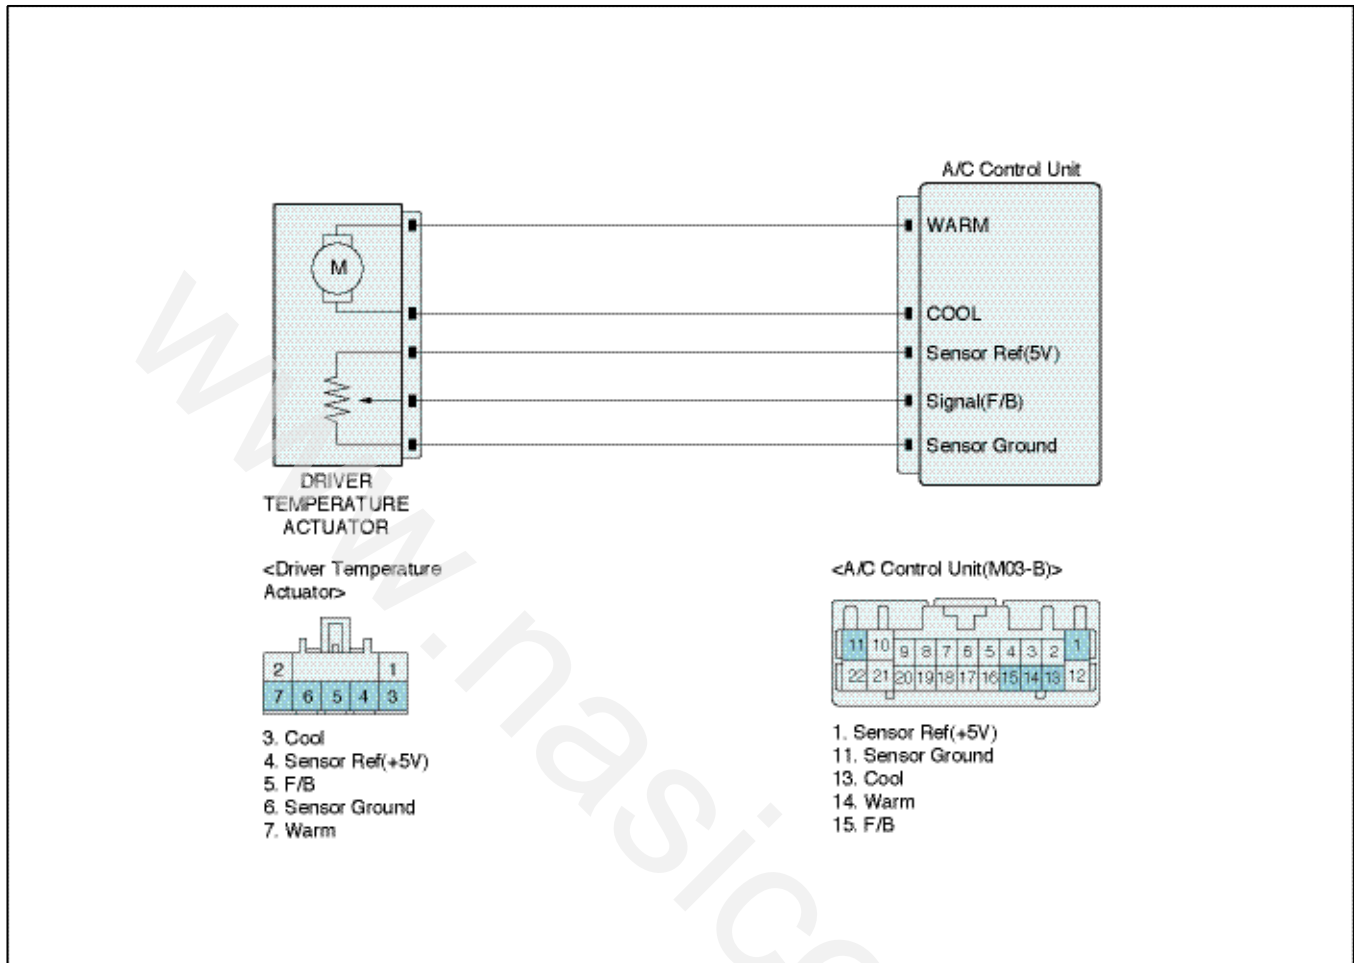 A/C Control Unit
WARM
M
COOL
Sensor Ref(5V)
Signal(F/B)
Sensor Ground
DRIVER
TEMPERATURE
ACTUATOR
<Driver Temperature
Actuator>
2 1
7 6 5 4 3
3. Cool
4. Sensor Ref(+5V)
5. F/B
6. Sensor Ground
7. Warm
<A/C Control Unit(M03-B)>
11 10 9 8 7 6 5 4 3 2 1
22 21 20 19 18 17 16 15 14 13 12
1. Sensor Ref(+5V)
11. Sensor Ground
13. Cool
14. Warm
15. F/B
www.nasicc